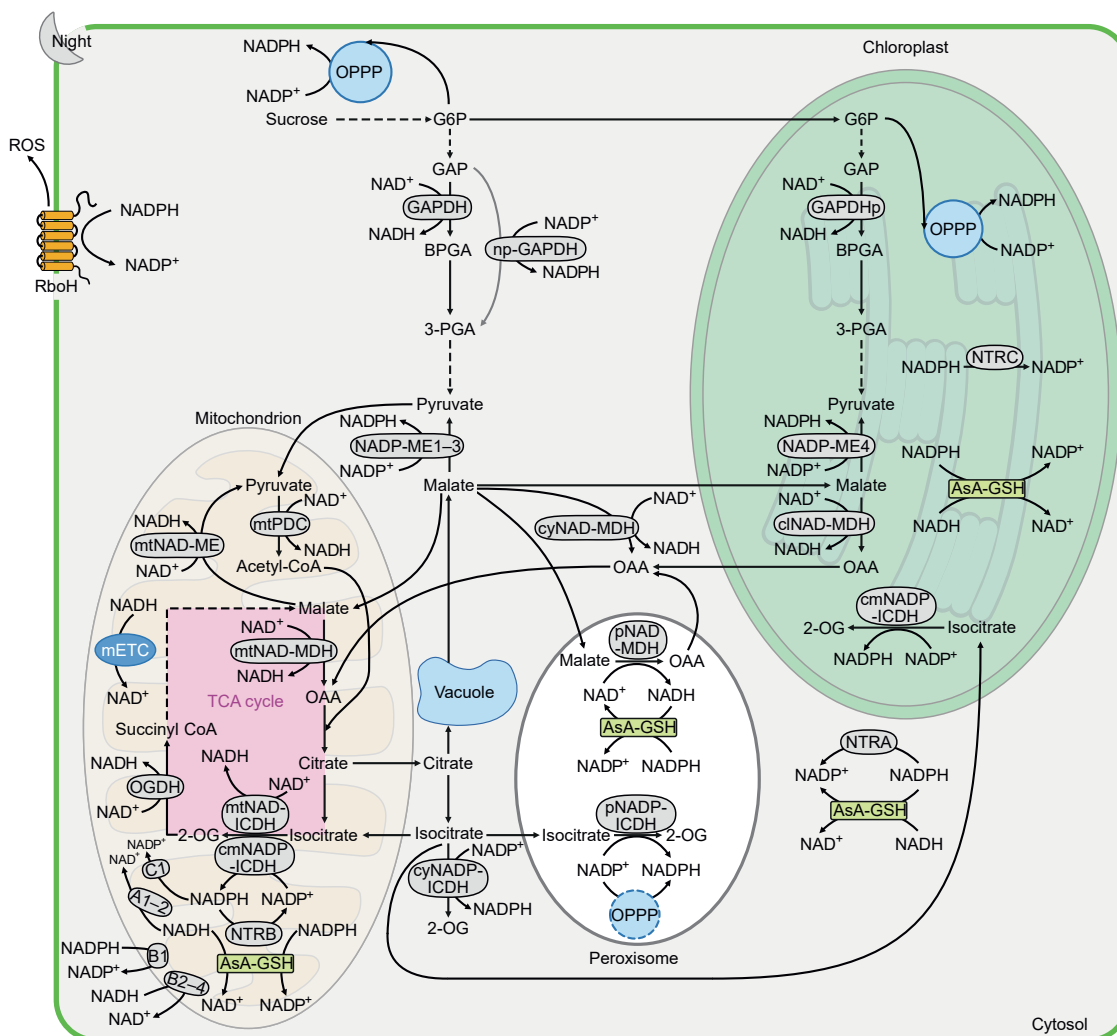 Night
Chloroplast
NADPH
OPPP
NADP+
Sucrose
G6P
G6P
ROS
GAP
GAP
NAD+
GAPDH
NADH
NADP+
np-GAPDH
NADPH
NAD+
GAPDHp
NADH
NADPH
OPPP
NADP+
NADPH
NADP+
RboH
BPGA
BPGA
3-PGA
3-PGA
NADPH
NTRC
NADP+
Pyruvate
Pyruvate
Mitochondrion
NADPH
NADP-ME1–3
NADP+
NADPH
NADP-ME4
NADP+
NADPH
NADP+
AsA-GSH
NADH
NAD+
Malate
Malate
Pyruvate
NAD+
mtPDC
NADH
Acetyl-CoA
NADH
mtNAD-ME
NAD+
NAD+
cyNAD-MDH
NADH
OAA
NAD+
clNAD-MDH
NADH
OAA
NADH
mETC
NAD+
Malate
NAD+
mtNAD-MDH
NADH
TCA cycle
OAA
cmNADP
-ICDH
2-OG
Isocitrate
NADPH
NADP+
pNAD
-MDH
Malate
OAA
NAD+
NADH
AsA-GSH
NADP+
NADPH
Vacuole
Succinyl CoA
NADH
OGDH
NAD+
NADH
NAD+
mtNAD-
ICDH
Citrate
Citrate
2-OG
Isocitrate
Isocitrate
cmNADP
-ICDH
NADP+
cyNADP-
ICDH
NADPH
2-OG
pNADP-
ICDH
Isocitrate
2-OG
NADP+
NADPH
OPPP
Peroxisome
NTRA
NADP+
NADPH
AsA-GSH
NAD+
NADH
NADP+
NAD+
C1
A1–2
NADPH
NADP+
NTRB
NADH
NADPH
AsA-GSH
NAD+
NADP+
NADPH
B1
NADP+
B2–4
NADH
NAD+
Cytosol